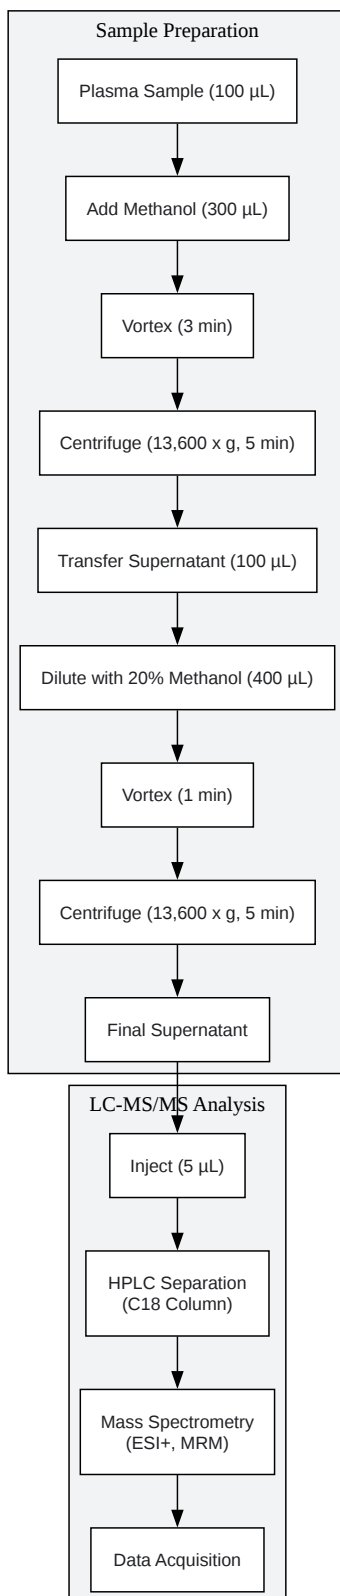 Sample Preparation
Plasma Sample (100 µL)
Add Methanol (300 µL)
Vortex (3 min)
Centrifuge (13,600 x g, 5 min)
Transfer Supernatant (100 µL)
Dilute with 20% Methanol (400 µL)
Vortex (1 min)
Centrifuge (13,600 x g, 5 min)
Final Supernatant
LC-MS/MS Analysis
Inject (5 µL)
HPLC Separation
(C18 Column)
Mass Spectrometry
(ESI+, MRM)
Data Acquisition